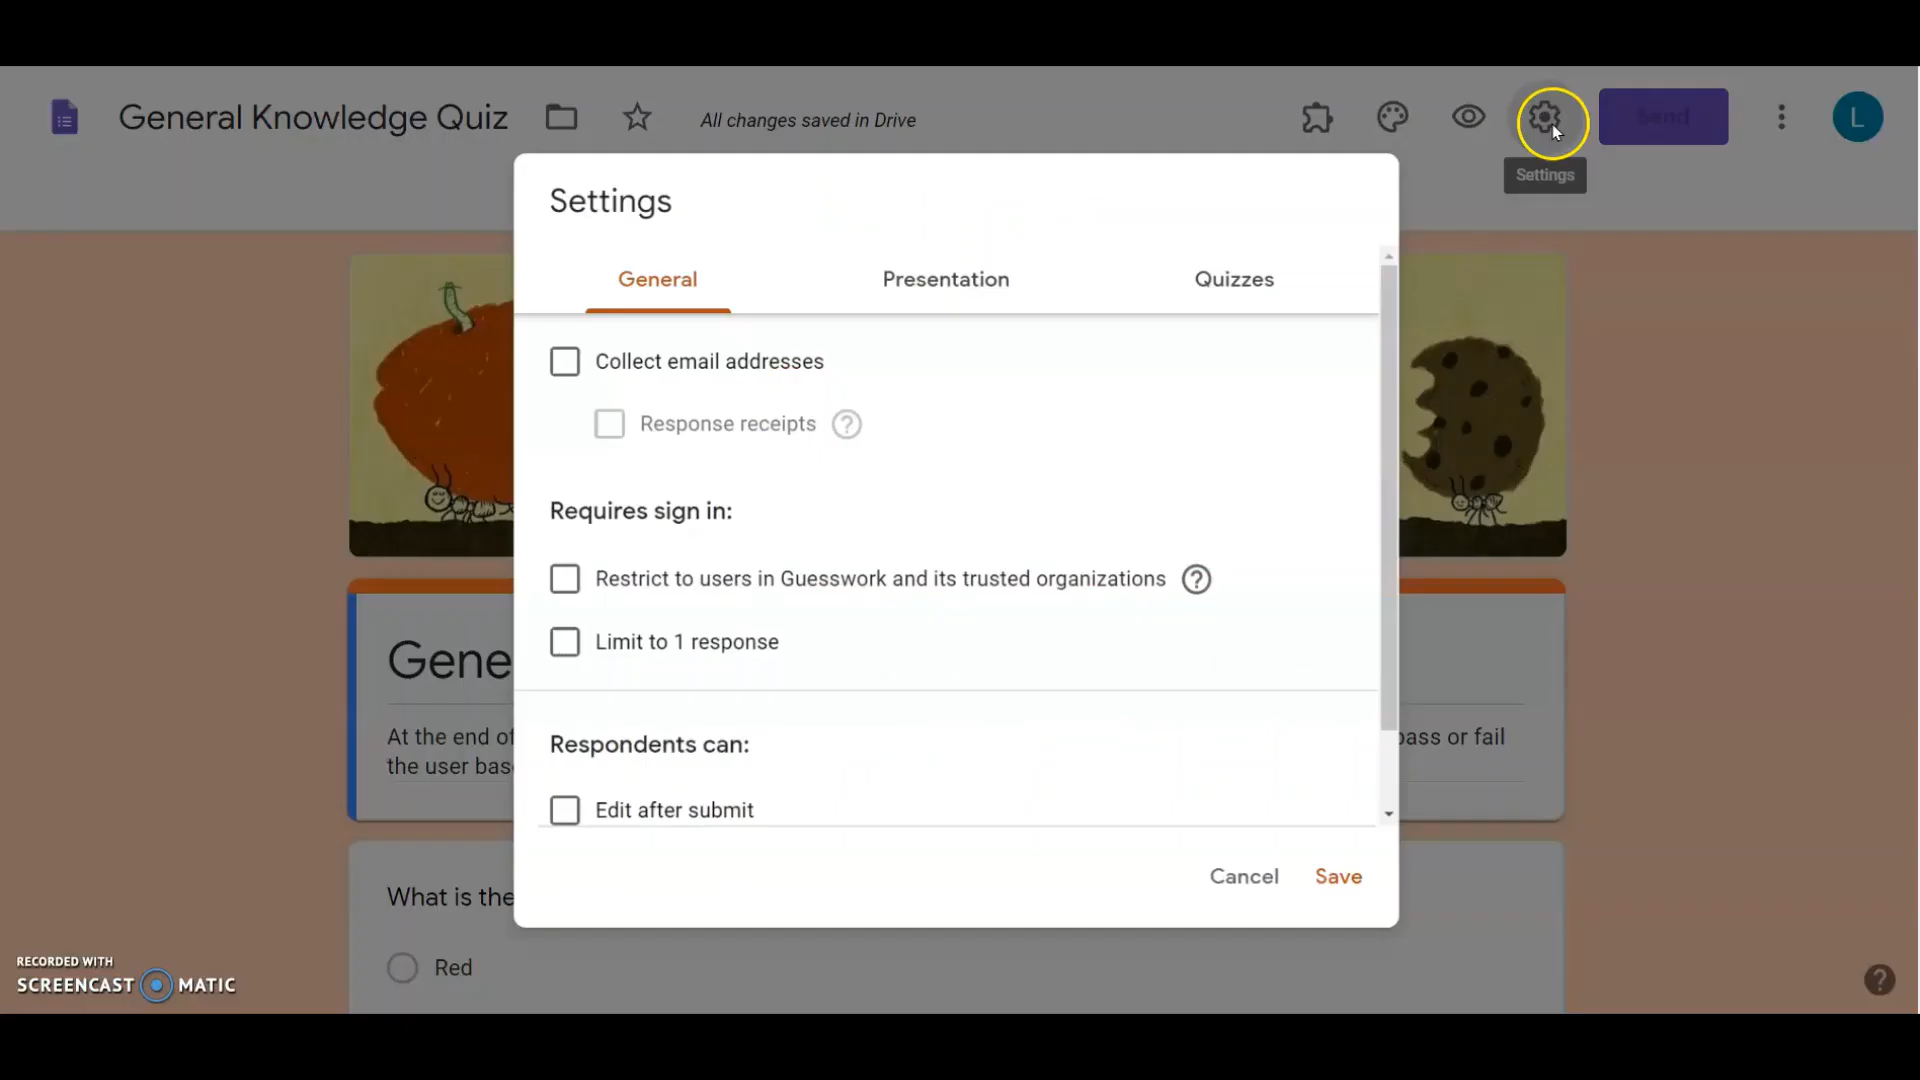 General Knowledge Quiz
All changes saved in Drive
Send
L
Settings
Settings
General
Presentation
Quizzes
Collect email addresses
Response receipts
Requires sign in:
Restrict to users in Guesswork and its trusted organizations
Limit to 1 response
Respondents can:
Edit after submit
Cancel
Save
Gene
At the end of
pass or fail
the user bas
What is the
Red
RECORDED WITH
SCREENCAST MATIC